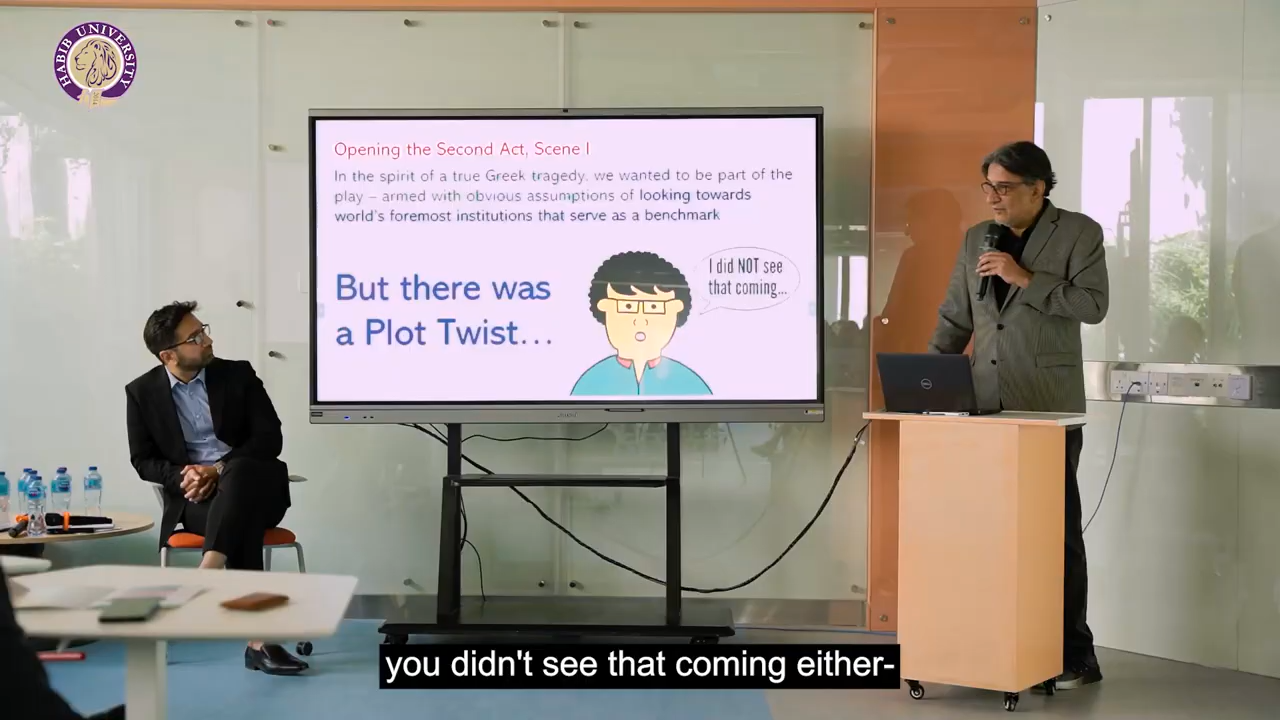 HABIB UNIVERSITY
Opening the Second Act, Scene I
In the spirit of a true Greek tragedy, we wanted to be part of the
play – armed with obvious assumptions of looking towards
world's foremost institutions that serve as a benchmark
But there was
a Plot Twist...
I did NOT see
that coming...
DELL
you didn't see that coming either-